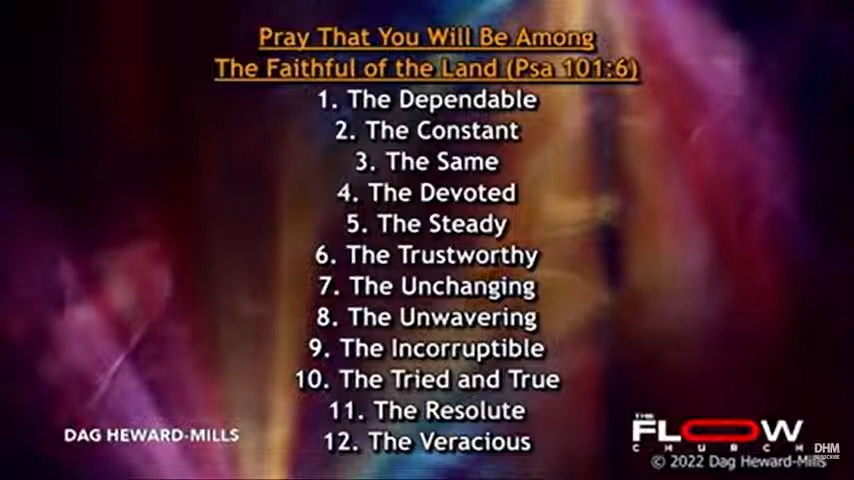 Pray That You Will Be Among
The Faithful of the Land (Psa 101:6)
1. The Dependable
2. The Constant
3. The Same
4. The Devoted
5. The Steady
6. The Trustworthy
7. The Unchanging
8. The Unwavering
9. The Incorruptible
10. The Tried and True
11. The Resolute
12. The Veracious
DAG HEWARD-MILLS
THE
FLOW
CHURCH
DHM
SUBSCRIBE
© 2022 Dag Heward-Mills